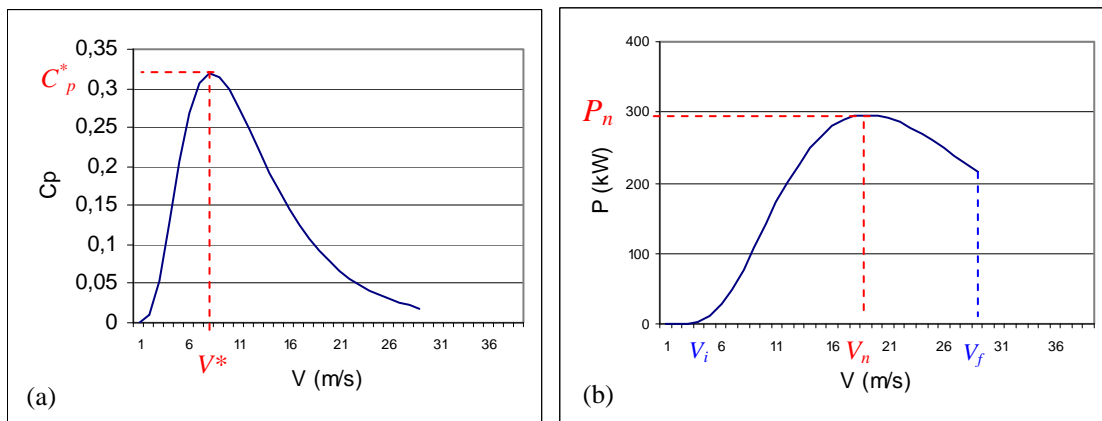 0,35
0,3
0,25
0,2
0,15
0,1
0,05
0
C*p
Cp
1 6 11 16 21 26 31 36
V*
V (m/s)
(a)
400
300
200
100
0
Pn
P (kW)
1 6 11 16 21 26 31 36
Vi Vn Vf
V (m/s)
(b)